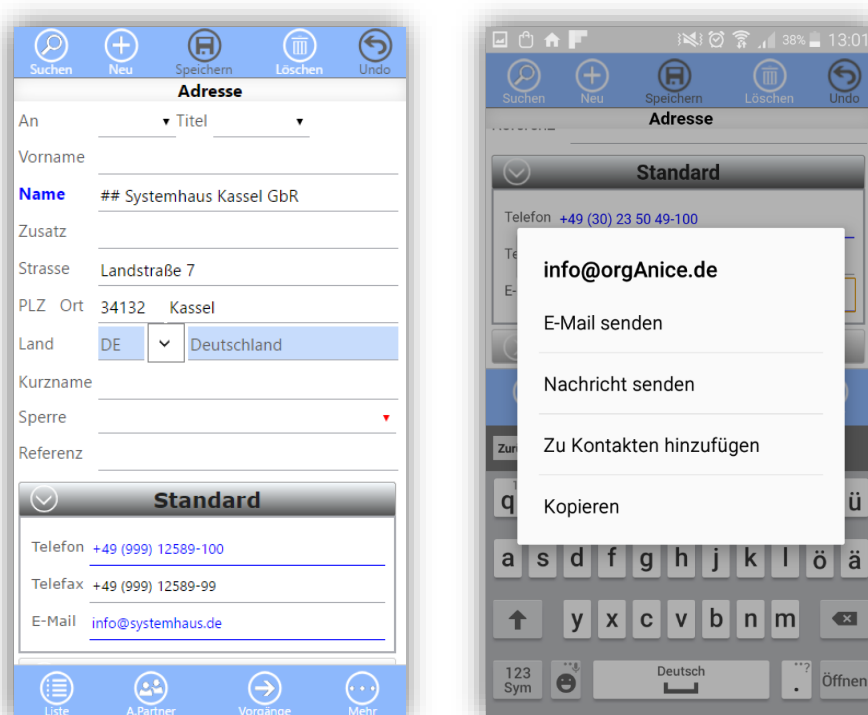 Suchen Neu Speichern Löschen Undo
Adresse
An Titel
Vorname
Name ## Systemhaus Kassel GbR
Zusatz
Strasse Landstraße 7
PLZ Ort 34132 Kassel
Land DE Deutschland
Kurzname
Sperre
Referenz
Standard
Telefon +49 (999) 12589-100
Telefax +49 (999) 12589-99
E-Mail info@systemhaus.de
Liste A.Partner Vorgänge Mehr
38% 13:01
Suchen Neu Speichern Löschen Undo
Adresse
Standard
Telefon +49 (30) 23 50 49-100
Te
E-
info@orgAnice.de
E-Mail senden
Nachricht senden
Zu Kontakten hinzufügen
Kopieren
Zur
q ü
a s d f g h j k l ö ä
y x c v b n m
123 Deutsch . Öffnen
Sym